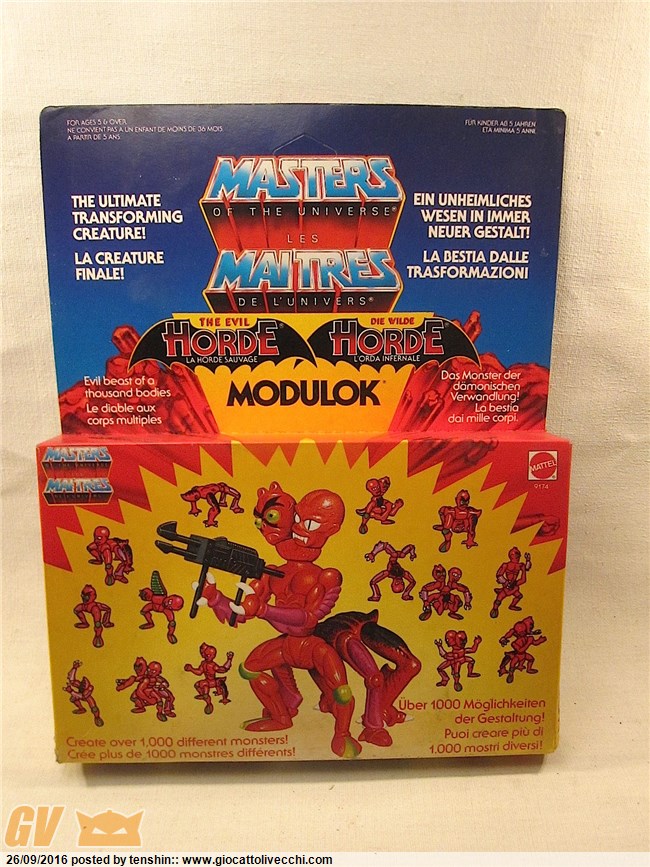 FOR AGES 5 & OVER.
NE CONVIENT PAS A UN ENFANT DE MOINS DE 36 MOIS.
A PARTIR DE 5 ANS
FÜR KINDER AB 5 JAHREN
ETA MINIMA 5 ANNI.
MASTERS
OF THE UNIVERSE®
LES
MAITRES
DE L'UNIVERS®
THE ULTIMATE
TRANSFORMING
CREATURE!
LA CREATURE
FINALE!
EIN UNHEIMLICHES
WESEN IN IMMER
NEUER GESTALT!
LA BESTIA DALLE
TRASFORMAZIONI
THE EVIL
HORDE
LA HORDE SAUVAGE
DIE WILDE
HORDE
L'ORDA INFERNALE
MODULOK
Evil beast of a
thousand bodies
Le diable aux
corps multiples
Das Monster der
dämonischen
Verwandlung!
La bestia
dai mille corpi.
MASTERS
MAITRES
MATTEL
9174
Create over 1,000 different monsters!
Crée plus de 1000 monstres différents!
Über 1000 Möglichkeiten
der Gestaltung!
Puoi creare più di
1.000 mostri diversi!
GV
26/09/2016 posted by tenshin:: www.giocattolivecchi.com